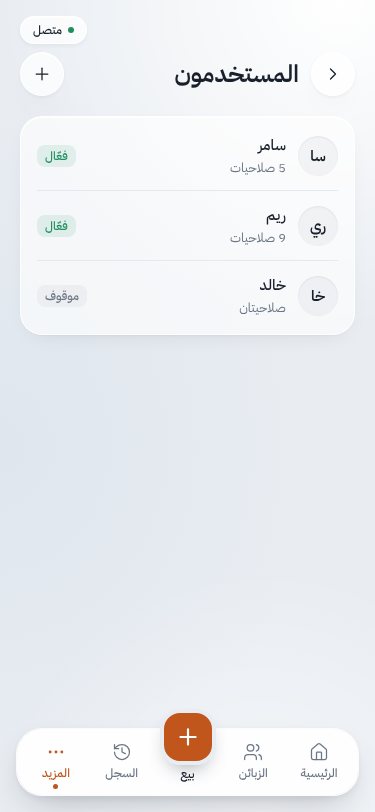 متصل
المستخدمون
سا
سامر
5 صلاحيات
فعّال
ري
ريم
9 صلاحيات
فعّال
خا
خالد
صلاحيتان
موقوف
الرئيسية
الزبائن
بيع
السجل
المزيد